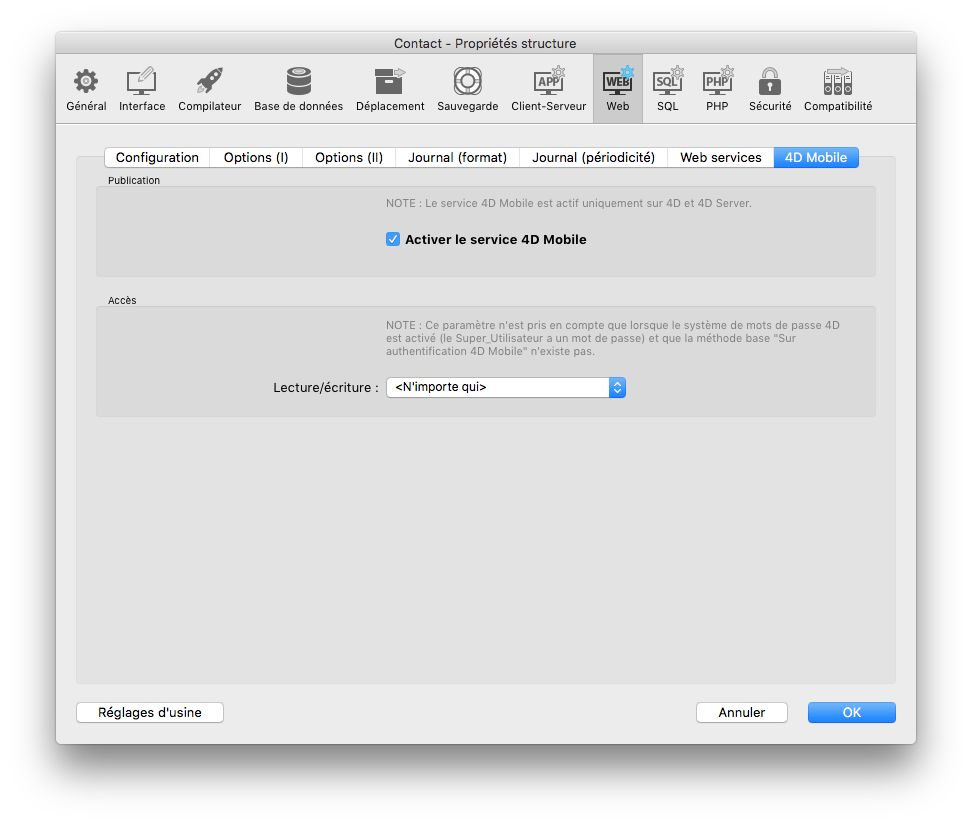 Contact - Propriétés structure
Général
Interface
Compilateur
Base de données
Déplacement
Sauvegarde
APP
Client-Serveur
WEB
Web
SQL
SQL
PHP
PHP
Sécurité
Compatibilité
Configuration
Options (I)
Options (II)
Journal (format)
Journal (périodicité)
Web services
4D Mobile
Publication
NOTE : Le service 4D Mobile est actif uniquement sur 4D et 4D Server.
Activer le service 4D Mobile
Accès
NOTE : Ce paramètre n'est pris en compte que lorsque le système de mots de passe 4D
est activé (le Super_Utilisateur a un mot de passe) et que la méthode base "Sur
authentification 4D Mobile" n'existe pas.
Lecture/écriture :
<N'importe qui>
Réglages d'usine
Annuler
OK